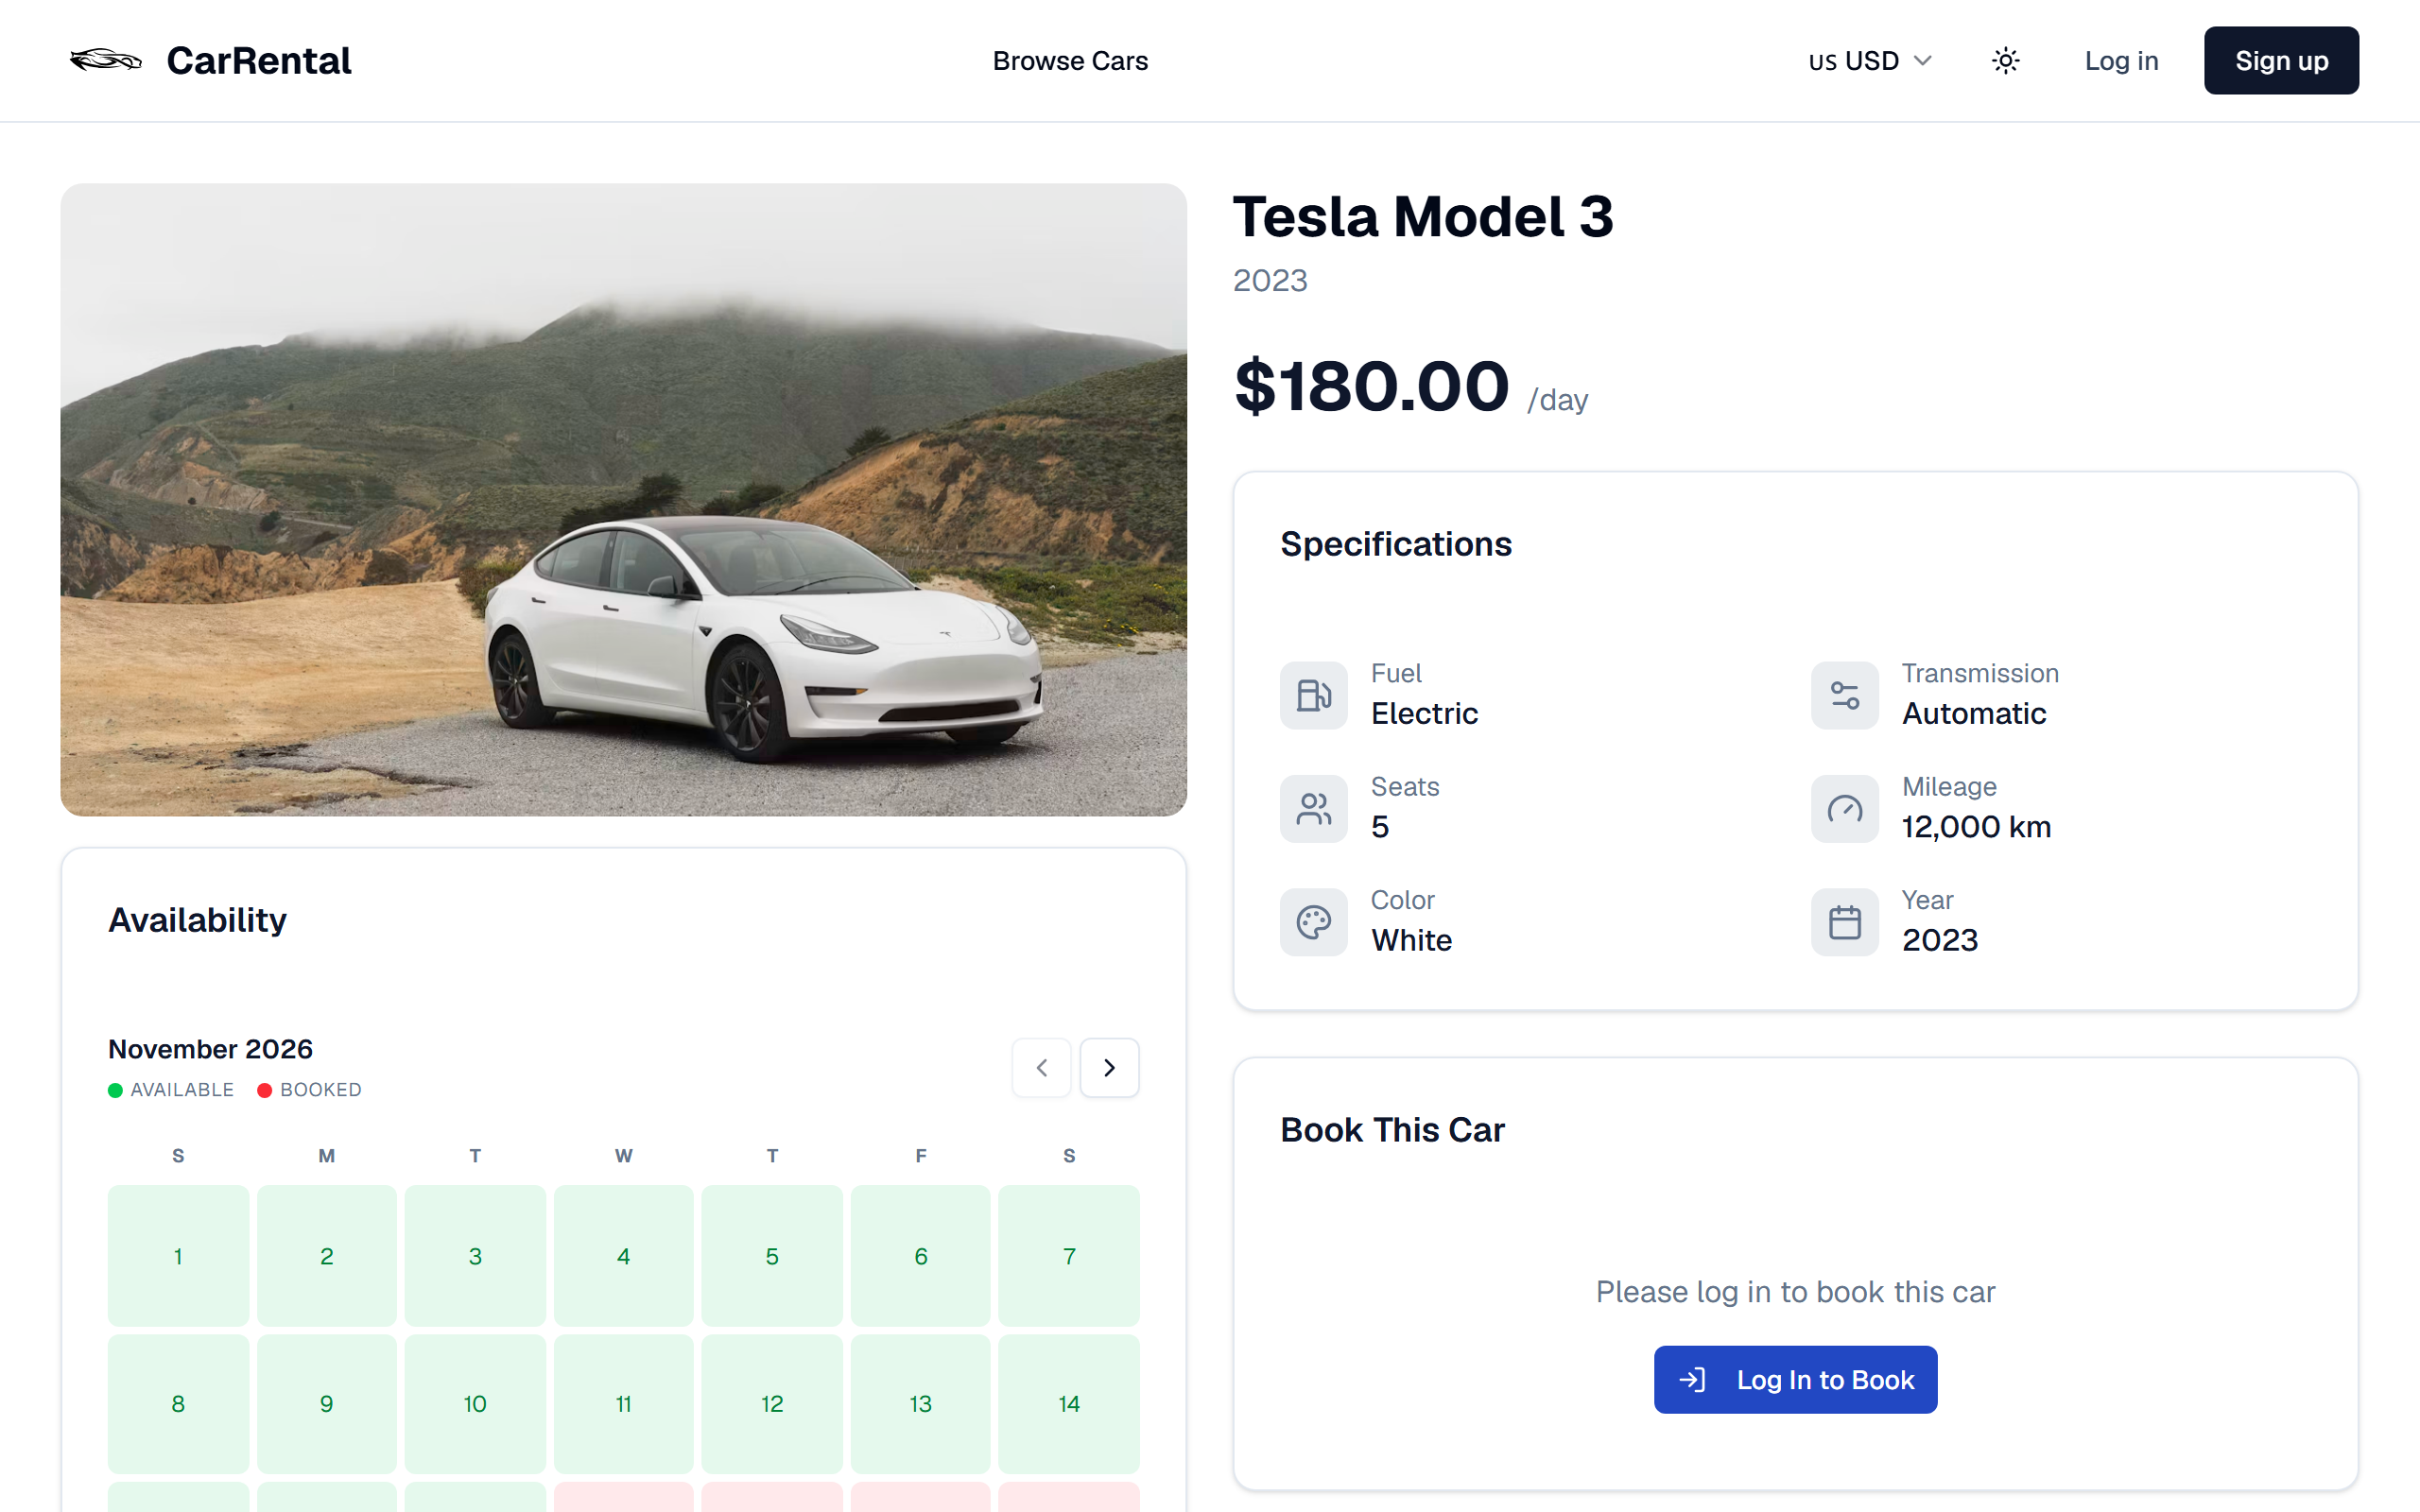 CarRental
Browse Cars
US USD
Log in
Sign up
Tesla Model 3
2023
$180.00 /day
Specifications
Fuel
Electric
Transmission
Automatic
Seats
5
Mileage
12,000 km
Color
White
Year
2023
Availability
November 2026
AVAILABLE BOOKED
S M T W T F S
1 2 3 4 5 6 7
8 9 10 11 12 13 14
Book This Car
Please log in to book this car
Log In to Book